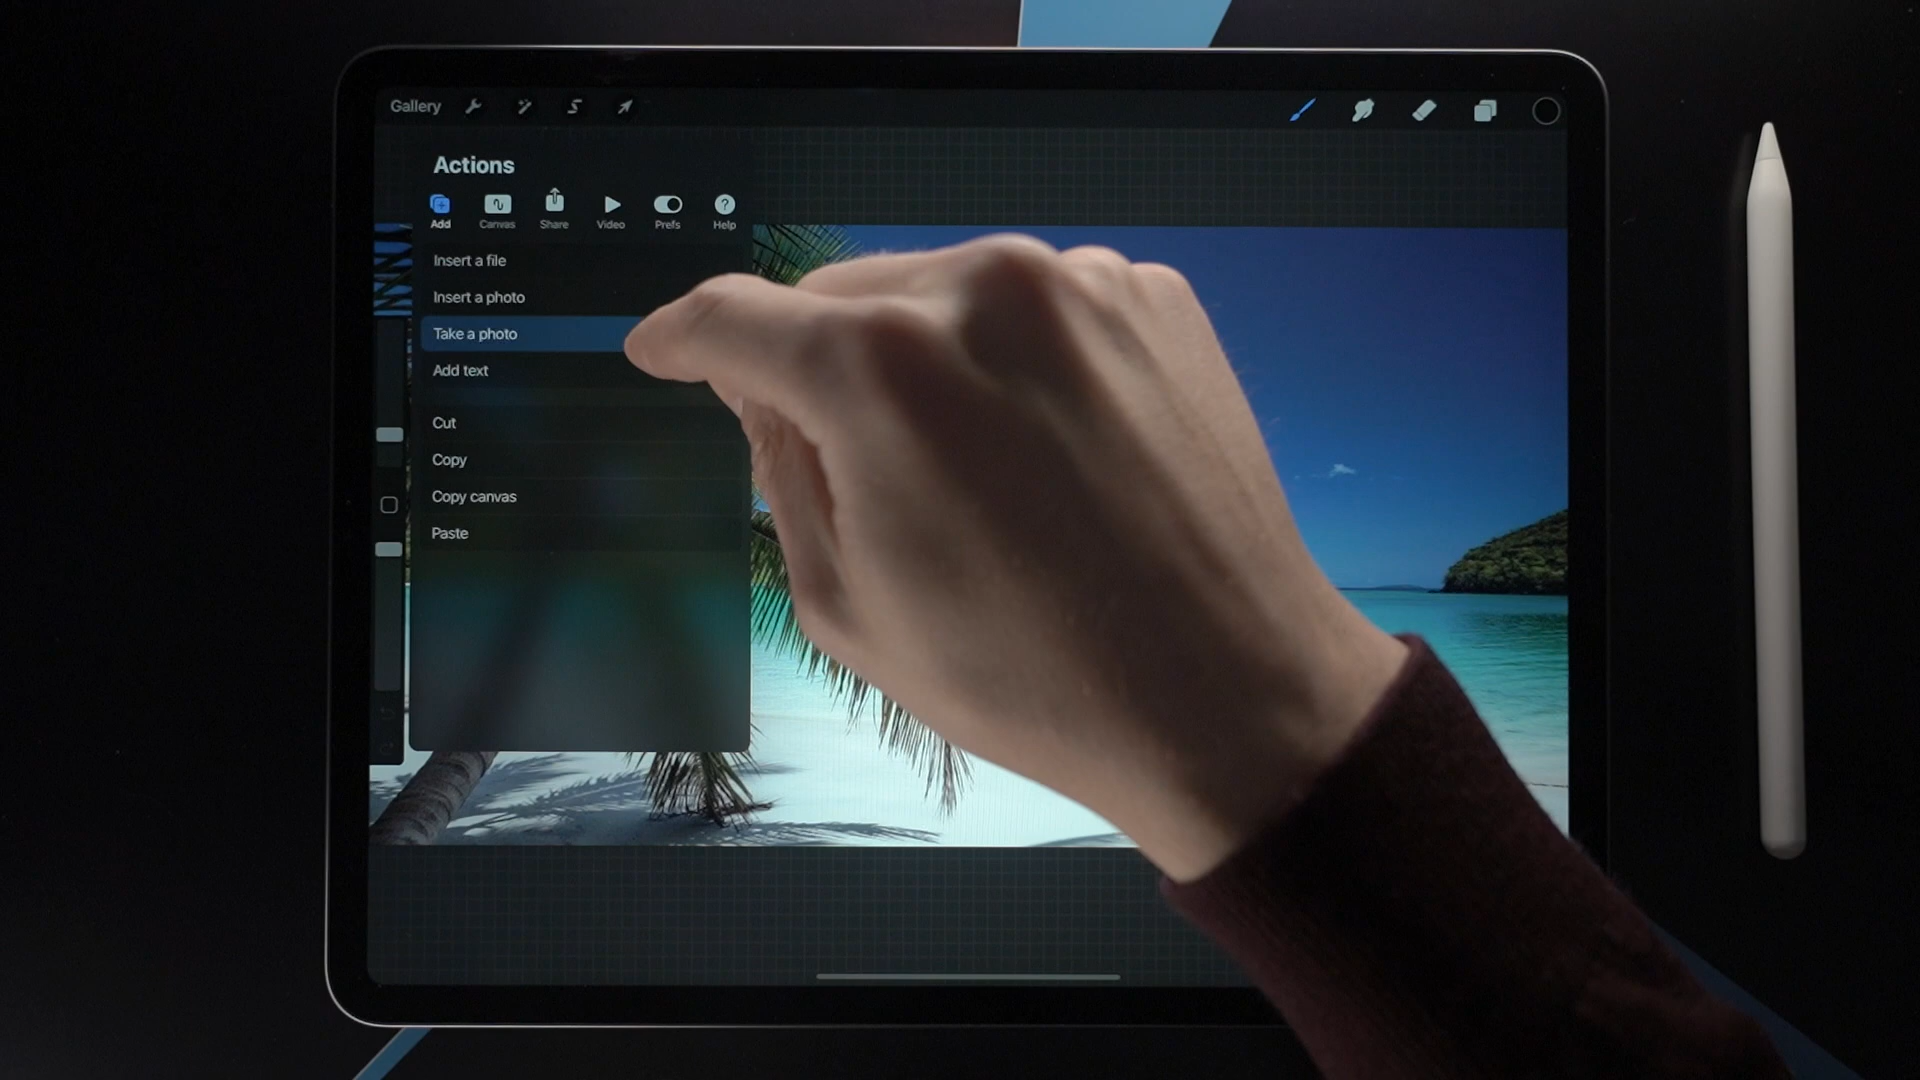 Gallery
Actions
Add Canvas Share Video Prefs Help
Insert a file
Insert a photo
Take a photo
Add text
Cut
Copy
Copy canvas
Paste